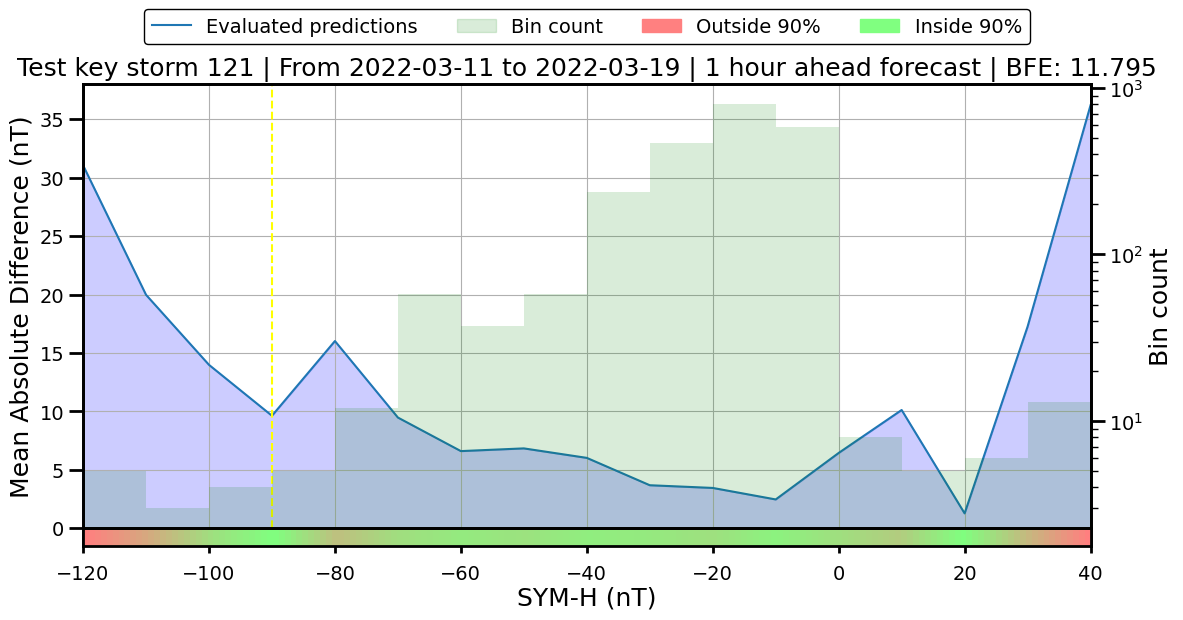 Evaluated predictions Bin count Outside 90% Inside 90%
Test key storm 121 | From 2022-03-11 to 2022-03-19 | 1 hour ahead forecast | BFE: 11.795
Mean Absolute Difference (nT)
35
30
25
20
15
10
5
0
10³
10²
10¹
Bin count
−120 −100 −80 −60 −40 −20 0 20 40
SYM-H (nT)